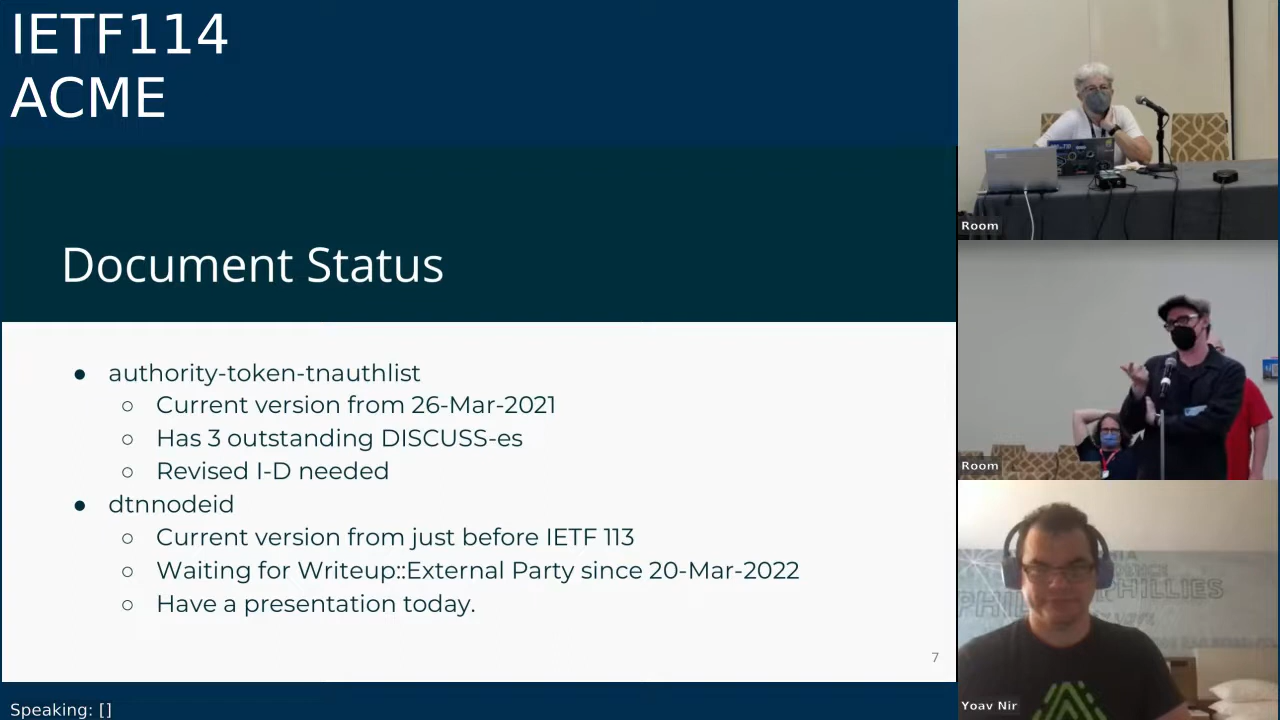 IETF114
ACME
Document Status
● authority-token-tnauthlist
○ Current version from 26-Mar-2021
○ Has 3 outstanding DISCUSS-es
○ Revised I-D needed
● dtnnodeid
○ Current version from just before IETF 113
○ Waiting for Writeup::External Party since 20-Mar-2022
○ Have a presentation today.
7
Speaking: []
Room
Room
PHILLIES
Yoav Nir